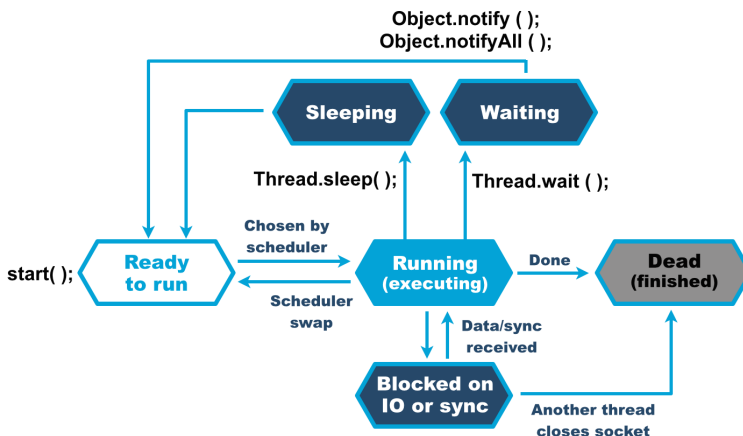 Object.notify ( );
Object.notifyAll ( );
Sleeping
Waiting
Thread.sleep( );
Thread.wait ( );
Chosen by
scheduler
start( );
Ready
to run
Running
(executing)
Done
Dead
(finished)
Scheduler
swap
Data/sync
received
Blocked on
IO or sync
Another thread
closes socket